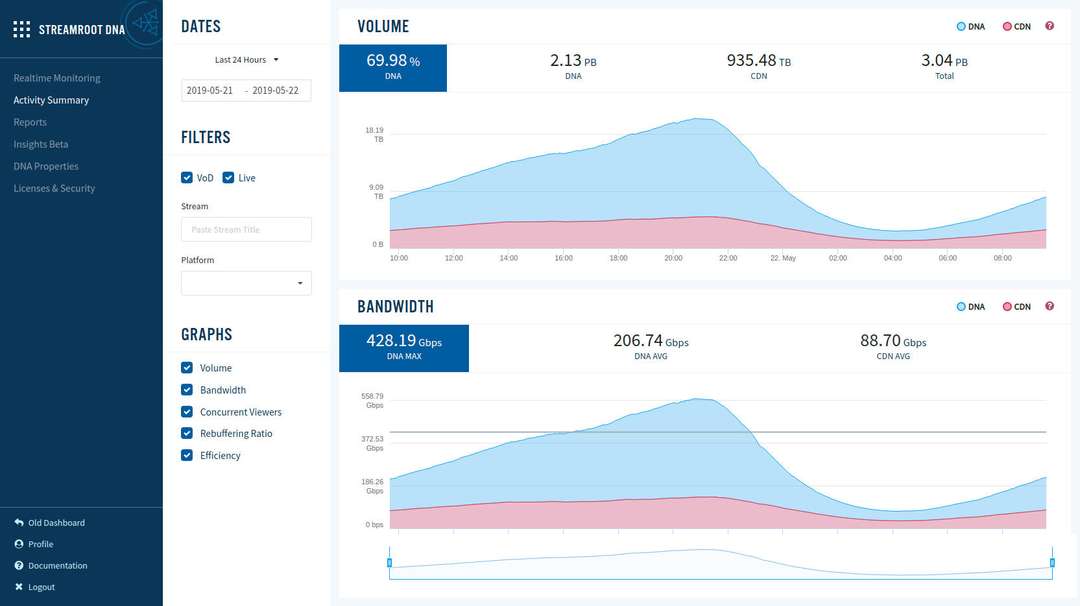 STREAMROOT DNA
Realtime Monitoring
Activity Summary
Reports
Insights Beta
DNA Properties
Licenses & Security
Old Dashboard
Profile
Documentation
Logout
DATES
Last 24 Hours
2019-05-21 - 2019-05-22
FILTERS
VoD Live
Stream
Paste Stream Title
Platform
GRAPHS
Volume
Bandwidth
Concurrent Viewers
Rebuffering Ratio
Efficiency
VOLUME
DNA CDN ?
69.98 % 2.13 PB 935.48 TB 3.04 PB
DNA DNA CDN Total
18.19
TB
9.09
TB
0 B
10:00 12:00 14:00 16:00 18:00 20:00 22:00 22. May 02:00 04:00 06:00 08:00
BANDWIDTH
DNA CDN ?
428.19 Gbps 206.74 Gbps 88.70 Gbps
DNA MAX DNA AVG CDN AVG
558.79
Gbps
372.53
Gbps
186.26
Gbps
0 bps